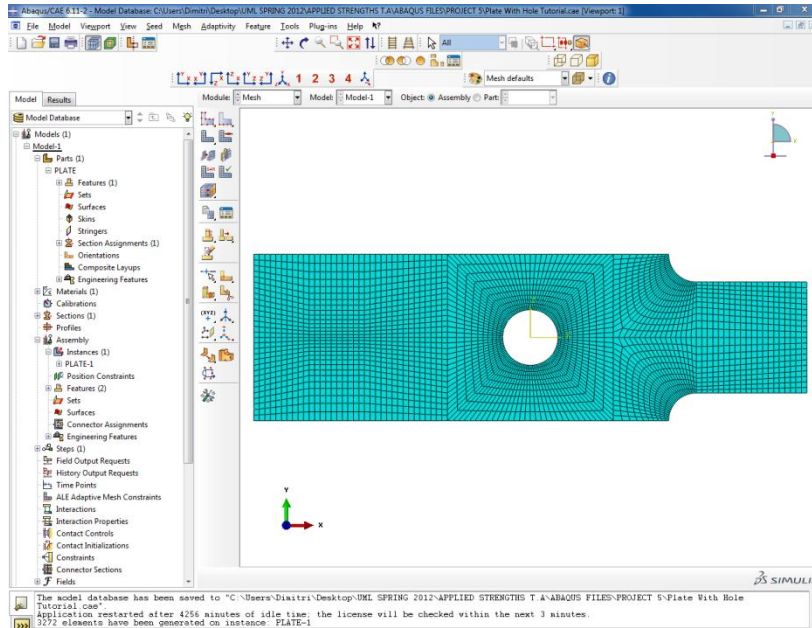 Abaqus/CAE 6.11-2 - Model Database: C:\Users\Dimitri\Desktop\UML SPRING 2012\APPLIED STRENGTHS T.A\ABAQUS FILES\PROJECT 5\Plate With Hole Tutorial.cae [Viewport: 1]
File Model Viewport View Seed Mesh Adaptivity Feature Tools Plug-ins Help
All
1 2 3 4 Mesh defaults
Model Results Module: Mesh Model: Model-1 Object: Assembly Part:
Model Database
Models (1)
Model-1
Parts (1)
PLATE
Features (1)
Sets
Surfaces
Skins
Stringers
Section Assignments (1)
Orientations
Composite Layups
Engineering Features
Materials (1)
Calibrations
Sections (1)
Profiles
Assembly
Instances (1)
PLATE-1
Position Constraints
Features (2)
Sets
Surfaces
Connector Assignments
Engineering Features
Steps (1)
Field Output Requests
History Output Requests
Time Points
ALE Adaptive Mesh Constraints
Interactions
Interaction Properties
Contact Controls
Contact Initializations
Constraints
Connector Sections
Fields
(XYZ)
Y
X
SIMULI
The model database has been saved to "C:\Users\Dimitri\Desktop\UML SPRING 2012\APPLIED STRENGTHS T.A\ABAQUS FILES\PROJECT 5\Plate With Hole
Tutorial.cae".
Application restarted after 4256 minutes of idle time; the license will be checked within the next 3 minutes.
3272 elements have been generated on instance: PLATE-1